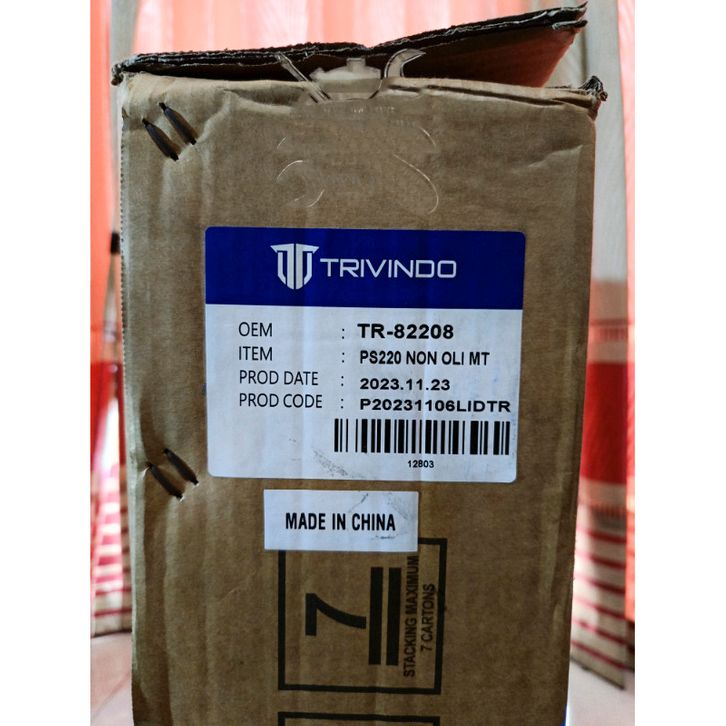 TRIVINDO
OEM : TR-82208
ITEM : PS220 NON OLI MT
PROD DATE : 2023.11.23
PROD CODE : P20231106LIDTR
12803
MADE IN CHINA
7
STACKING MAXIMUM
7 CARTONS